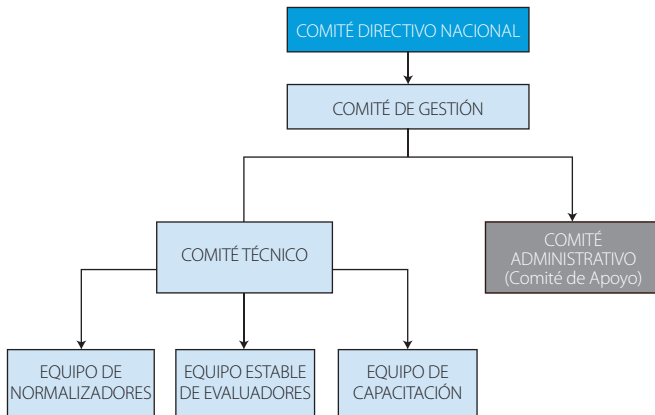 COMITÉ DIRECTIVO NACIONAL
COMITÉ DE GESTIÓN
COMITÉ TÉCNICO
COMITÉ
ADMINISTRATIVO
(Comité de Apoyo)
EQUIPO DE
NORMALIZADORES
EQUIPO ESTABLE
DE EVALUADORES
EQUIPO DE
CAPACITACIÓN